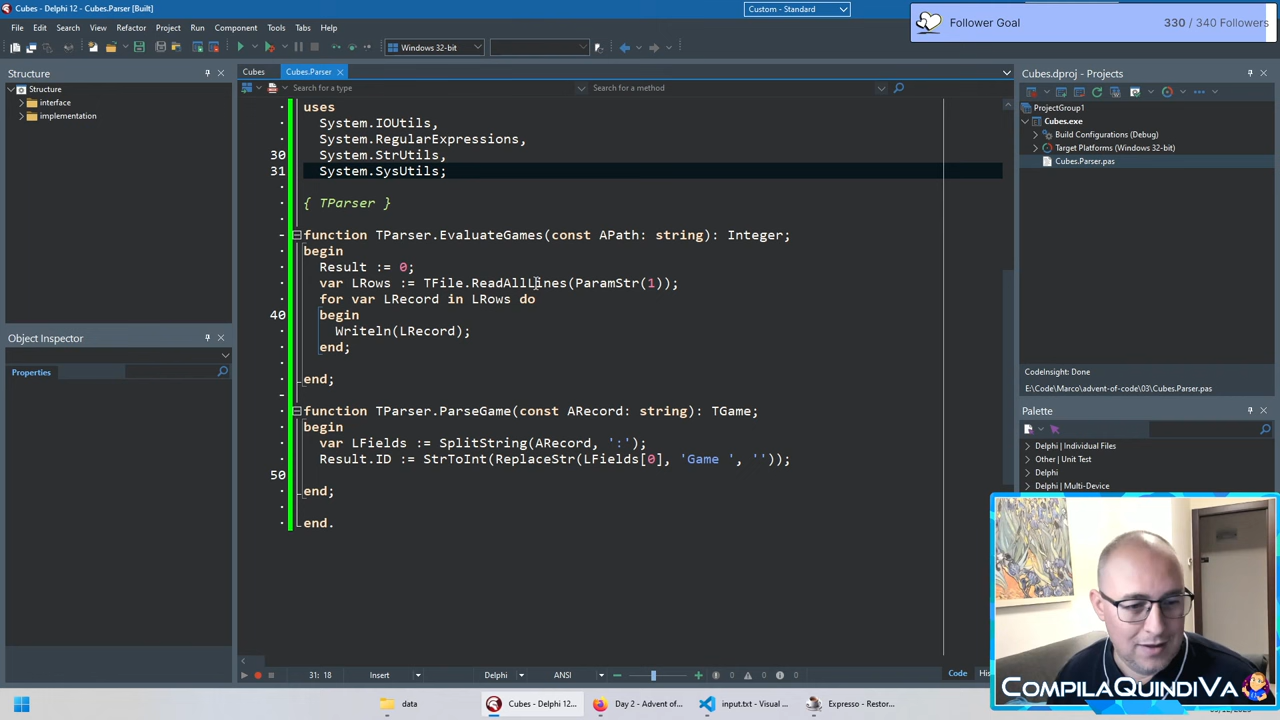 Cubes - Delphi 12 - Cubes.Parser [Built]
Custom - Standard
Follower Goal
330 / 340 Followers
File Edit Search View Refactor Project Run Component Tools Tabs Help
Windows 32-bit
Structure
Cubes Cubes.Parser
Cubes.dproj - Projects
Structure
interface
implementation
Search for a type
Search for a method
ProjectGroup1
Cubes.exe
Build Configurations (Debug)
Target Platforms (Windows 32-bit)
Cubes.Parser.pas
uses
System.IOUtils,
System.RegularExpressions,
30 System.StrUtils,
31 System.SysUtils;
{ TParser }
function TParser.EvaluateGames(const APath: string): Integer;
begin
Result := 0;
var LRows := TFile.ReadAllLines(ParamStr(1));
for var LRecord in LRows do
40 begin
Writeln(LRecord);
end;
end;
function TParser.ParseGame(const ARecord: string): TGame;
begin
var LFields := SplitString(ARecord, ':');
Result.ID := StrToInt(ReplaceStr(LFields[0], 'Game ', ''));
50
end;
end.
Object Inspector
Properties
CodeInsight: Done
E:\Code\Marco\advent-of-code\03\Cubes.Parser.pas
Palette
Delphi | Individual Files
Other | Unit Test
Delphi
Delphi | Multi-Device
31: 18 Insert Delphi ANSI 0 0 0 Code
COMPILAQUINDIVA
data
Cubes - Delphi 12...
Day 2 - Advent of...
input.txt - Visual ...
Expresso - Restor...